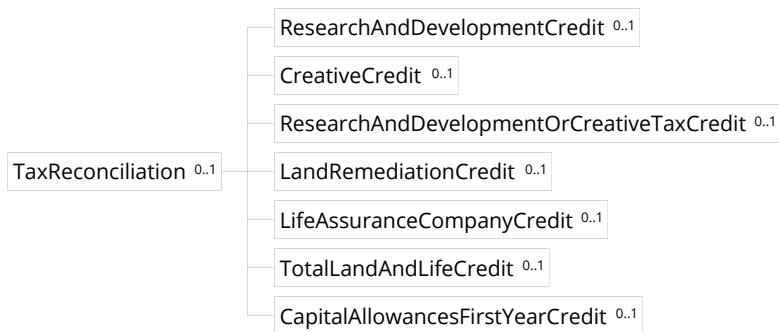 ResearchAndDevelopmentCredit 0..1
CreativeCredit 0..1
ResearchAndDevelopmentOrCreativeTaxCredit 0..1
TaxReconciliation 0..1
LandRemediationCredit 0..1
LifeAssuranceCompanyCredit 0..1
TotalLandAndLifeCredit 0..1
CapitalAllowancesFirstYearCredit 0..1